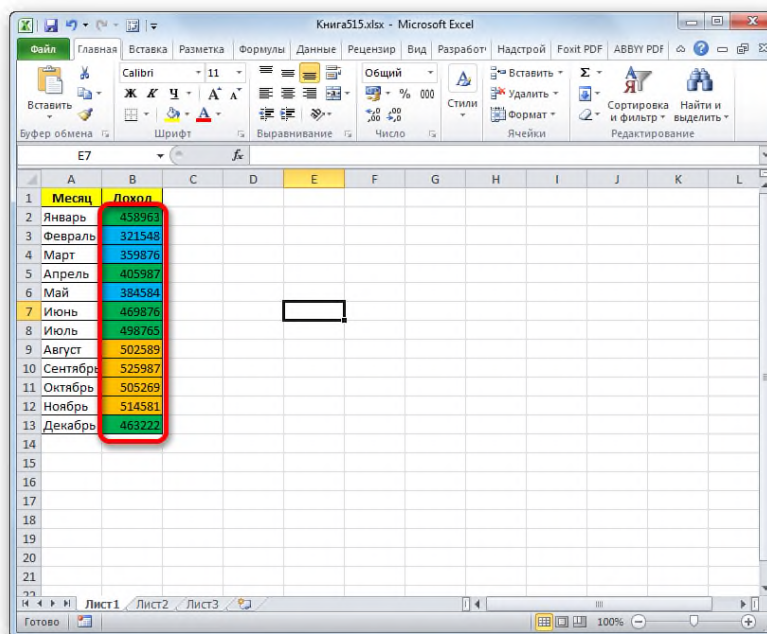 Книга515.xlsx - Microsoft Excel
Файл Главная Вставка Разметка Формулы Данные Рецензир Вид Разработ Надстрой Foxit PDF ABBYY PDF
Вставить
Буфер обмена
Calibri 11
Ж К Ч А А
А
Шрифт
Выравнивание
Общий
% 000
,00 ,00
Число
Стили
Вставить
Удалить
Формат
Ячейки
Σ
Сортировка и фильтр
Найти и выделить
Редактирование
E7 fx
A B C D E F G H I J K L
1 Месяц Доход
2 Январь 458963
3 Февраль 321548
4 Март 359876
5 Апрель 405987
6 Май 384584
7 Июнь 469876
8 Июль 498765
9 Август 502589
10 Сентябрь 525987
11 Октябрь 505269
12 Ноябрь 514581
13 Декабрь 463222
14
15
16
17
18
19
20
21
22
Лист1 Лист2 Лист3
Готово 100%